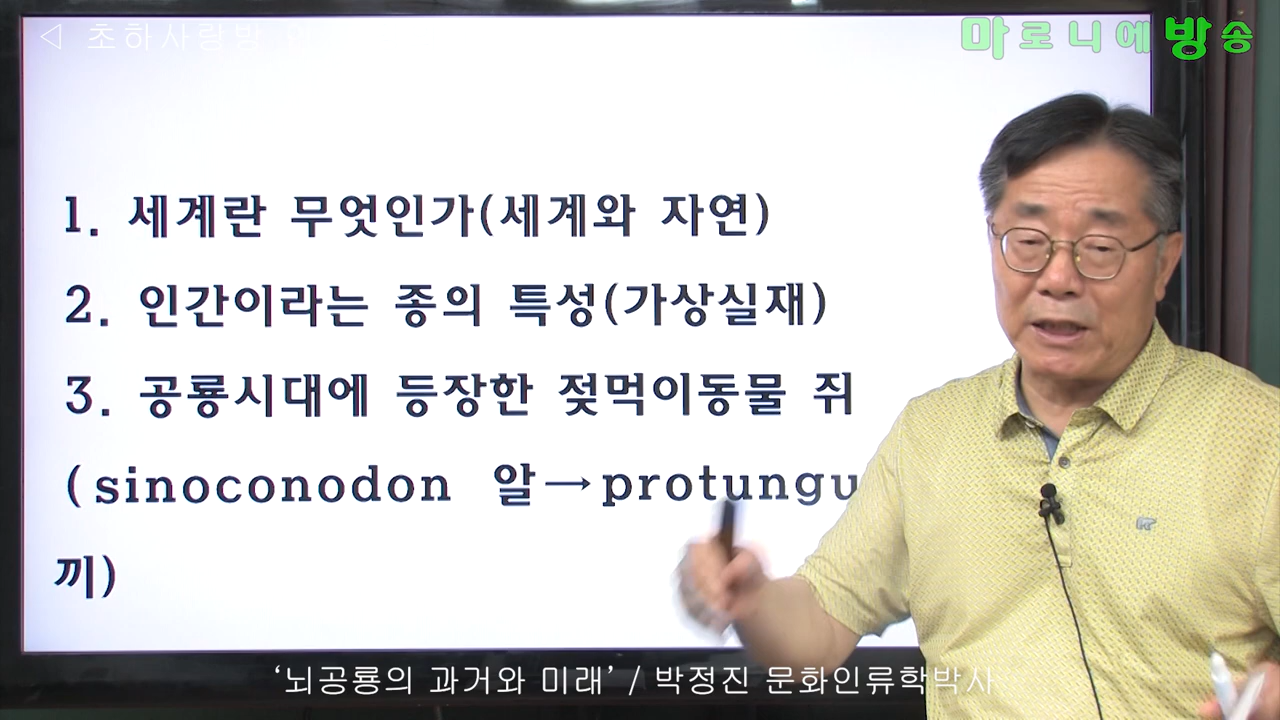 ◁ 초하사랑방
마로니에방송
1. 세계란 무엇인가(세계와 자연)
2. 인간이라는 종의 특성(가상실재)
3. 공룡시대에 등장한 젖먹이동물 쥐
(sinoconodon 알→protungu
끼)
‘뇌공룡의 과거와 미래’ / 박정진 문화인류학박사